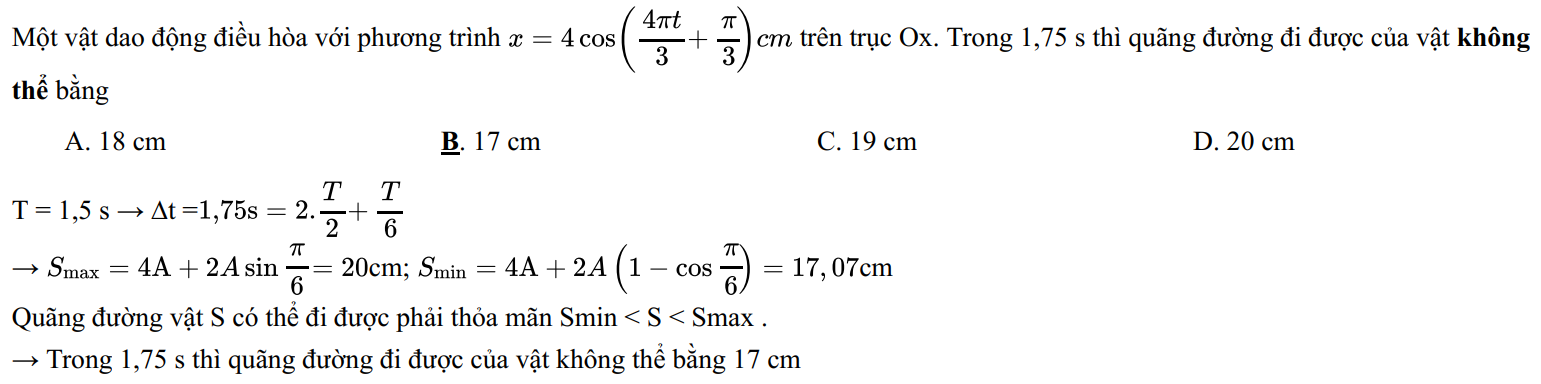 Một vật dao động điều hòa với phương trình $x = 4\cos\left(\frac{4\pi t}{3}+\frac{\pi}{3}\right) cm$ trên trục Ox. Trong 1,75 s thì quãng đường đi được của vật không
thể bằng
A. 18 cm B. 17 cm C. 19 cm D. 20 cm
T = 1,5 s → Δt =1,75s $= 2.\frac{T}{2}+\frac{T}{6}$
→ $S_{\max} = 4A + 2A\sin\frac{\pi}{6} = 20$cm; $S_{\min} = 4A + 2A\left(1 - \cos\frac{\pi}{6}\right) = 17,07$cm
Quãng đường vật S có thể đi được phải thỏa mãn Smin < S < Smax .
→ Trong 1,75 s thì quãng đường đi được của vật không thể bằng 17 cm